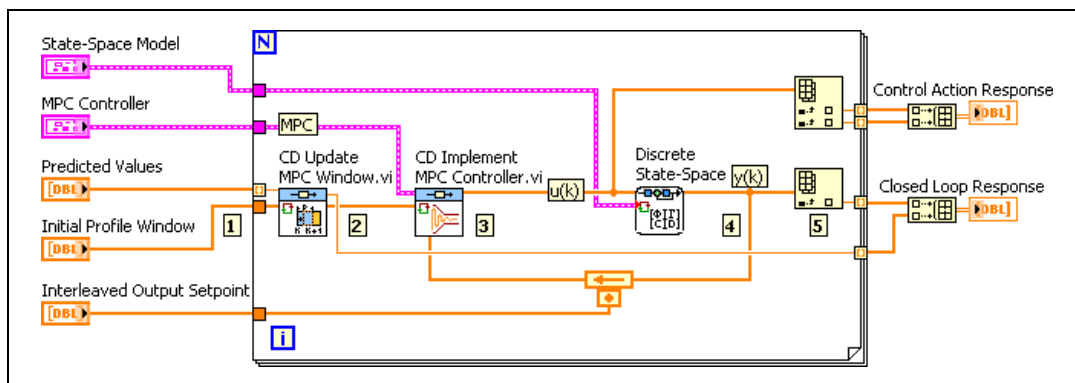 State-Space Model
MPC Controller
Predicted Values
[DBL]
Initial Profile Window
[DBL]
Interleaved Output Setpoint
[DBL]
N
MPC
CD Update
MPC Window.vi
CD Implement
MPC Controller.vi
u(k)
Discrete
State-Space
y(k)
1
2
3
4
5
K K+1
i
Control Action Response
DBL]
Closed Loop Response
DBL]